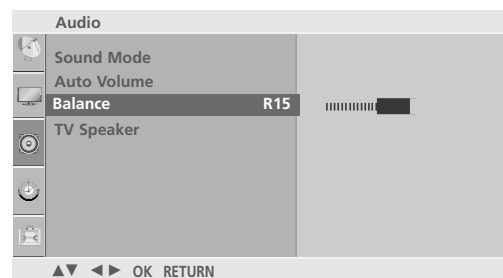 Audio
Sound Mode
Auto Volume
Balance R15
TV Speaker
▲▼ ◄► OK RETURN